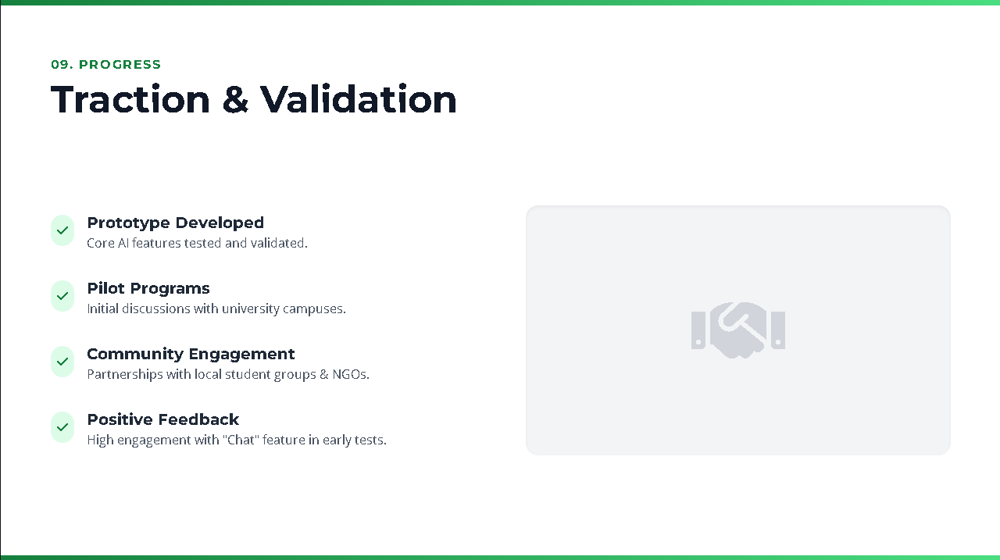 09. PROGRESS
Traction & Validation
Prototype Developed
Core AI features tested and validated.
Pilot Programs
Initial discussions with university campuses.
Community Engagement
Partnerships with local student groups & NGOs.
Positive Feedback
High engagement with "Chat" feature in early tests.